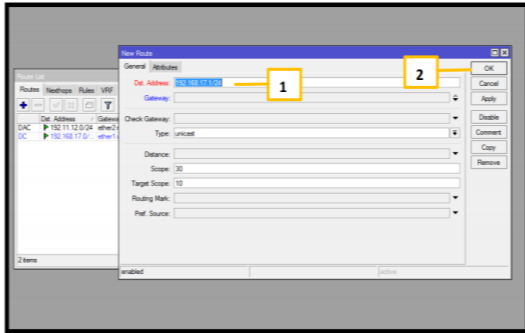 New Route
General Attributes
Dst. Address: 192.168.17.1/24
Gateway:
Check Gateway:
Type: unicast
Distance:
Scope: 30
Target Scope: 10
Routing Mark:
Pref. Source:
enabled
active
OK
Cancel
Apply
Disable
Comment
Copy
Remove
1
2
Route List
Routes Nexthops Rules VRF
Dst. Address Gatewa
DAC 192.11.12.0/24 ether2
DC 192.168.17.0/... ether1
2 items